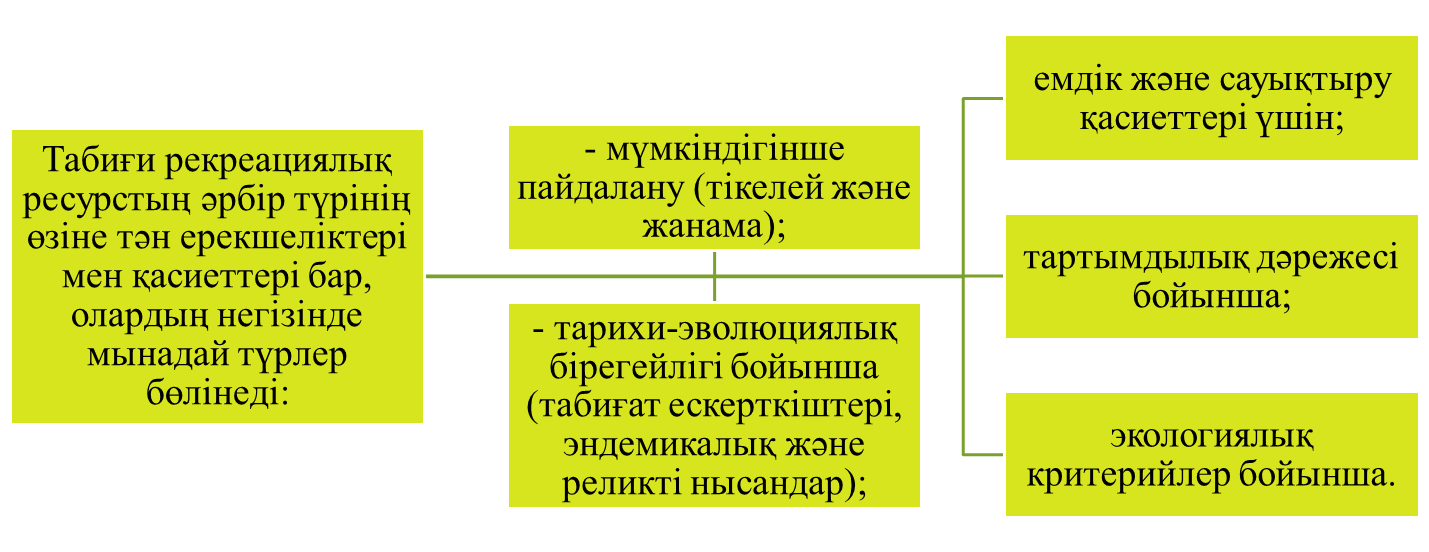 Табиғи рекреациялық
ресурстың әрбір түрінің
өзіне тән ерекшеліктері
мен қасиеттері бар,
олардың негізінде
мынадай түрлер
бөлінеді:
- мүмкіндігінше
пайдалану (тікелей және
жанама);
- тарихи-эволюциялық
бірегейлігі бойынша
(табиғат ескерткіштері,
эндемикалық және
реликті нысандар);
емдік және сауықтыру
қасиеттері үшін;
тартымдылық дәрежесі
бойынша;
экологиялық
критерийлер бойынша.